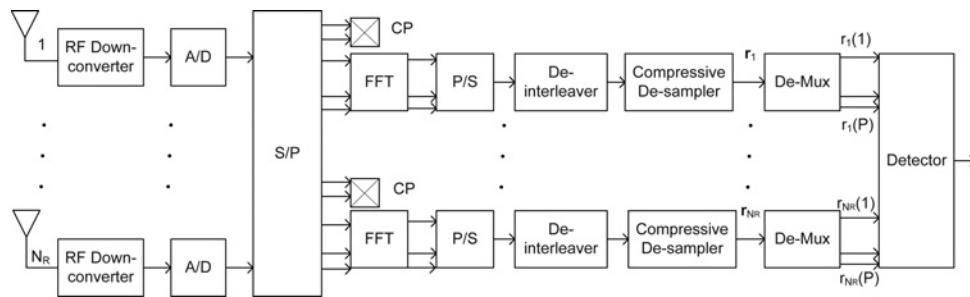 1
RF Down-
converter
A/D
S/P
CP
FFT
P/S
De-
interleaver
Compressive
De-sampler
r1
De-Mux
r1(1)
r1(P)
Detector
CP
NR
RF Down-
converter
A/D
FFT
P/S
De-
interleaver
Compressive
De-sampler
rNR
De-Mux
rNR(1)
rNR(P)